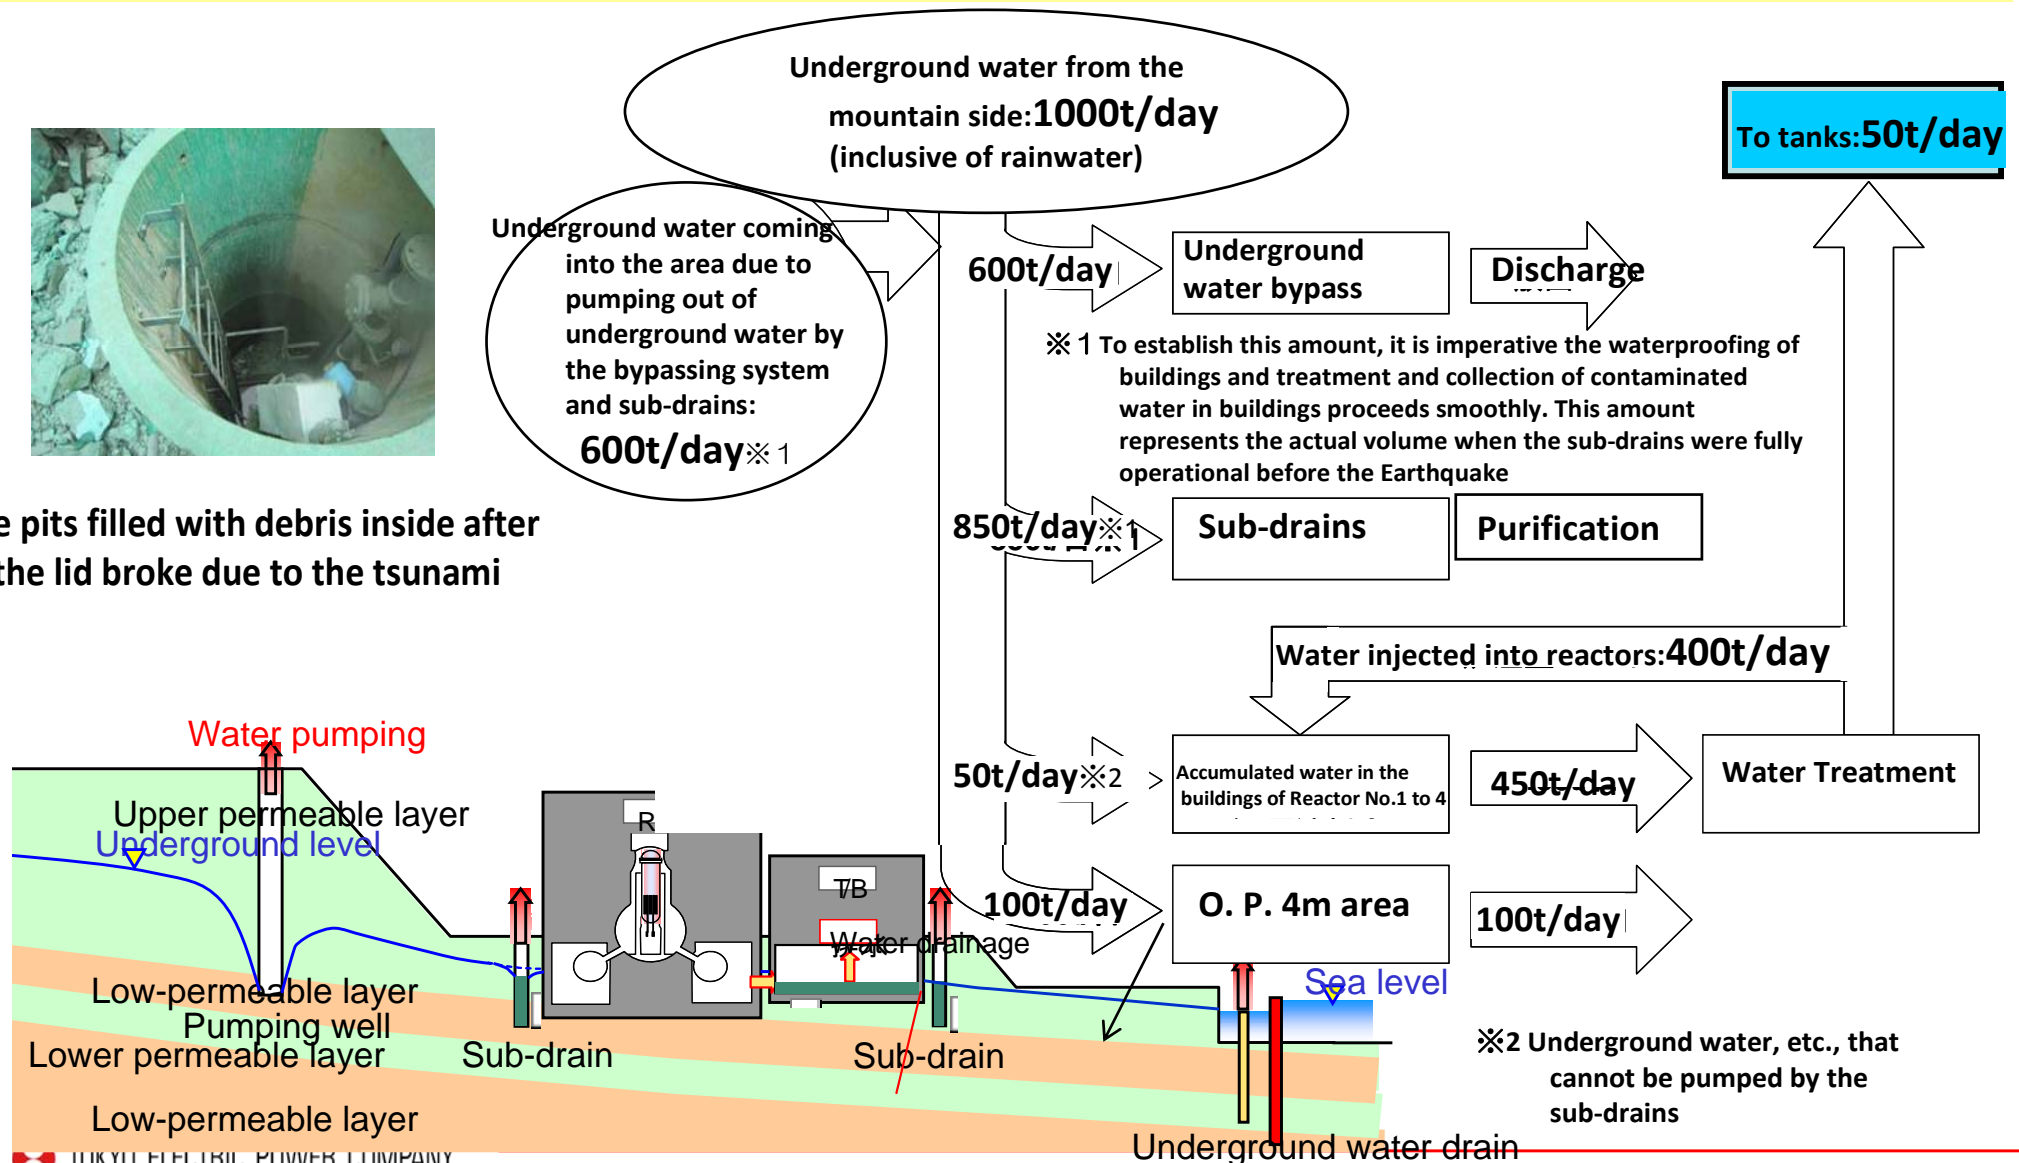 Underground water from the
mountain side:1000t/day
(inclusive of rainwater)
To tanks:50t/day
Underground water coming
into the area due to
pumping out of
underground water by
the bypassing system
and sub-drains:
600t/day※1
600t/day
Underground
water bypass
Discharge
※1 To establish this amount, it is imperative the waterproofing of
buildings and treatment and collection of contaminated
water in buildings proceeds smoothly. This amount
represents the actual volume when the sub-drains were fully
operational before the Earthquake
pits filled with debris inside after
the lid broke due to the tsunami
850t/day※1
Sub-drains
Purification
Water injected into reactors:400t/day
50t/day※2
Accumulated water in the
buildings of Reactor No.1 to 4
450t/day
Water Treatment
100t/day
O. P. 4m area
100t/day
Water pumping
Upper permeable layer
Underground level
R
T/B
Water drainage
Sea level
Low-permeable layer
Pumping well
Lower permeable layer
Sub-drain
Sub-drain
Low-permeable layer
Underground water drain
※2 Underground water, etc., that
cannot be pumped by the
sub-drains
TOKYO ELECTRIC POWER COMPANY